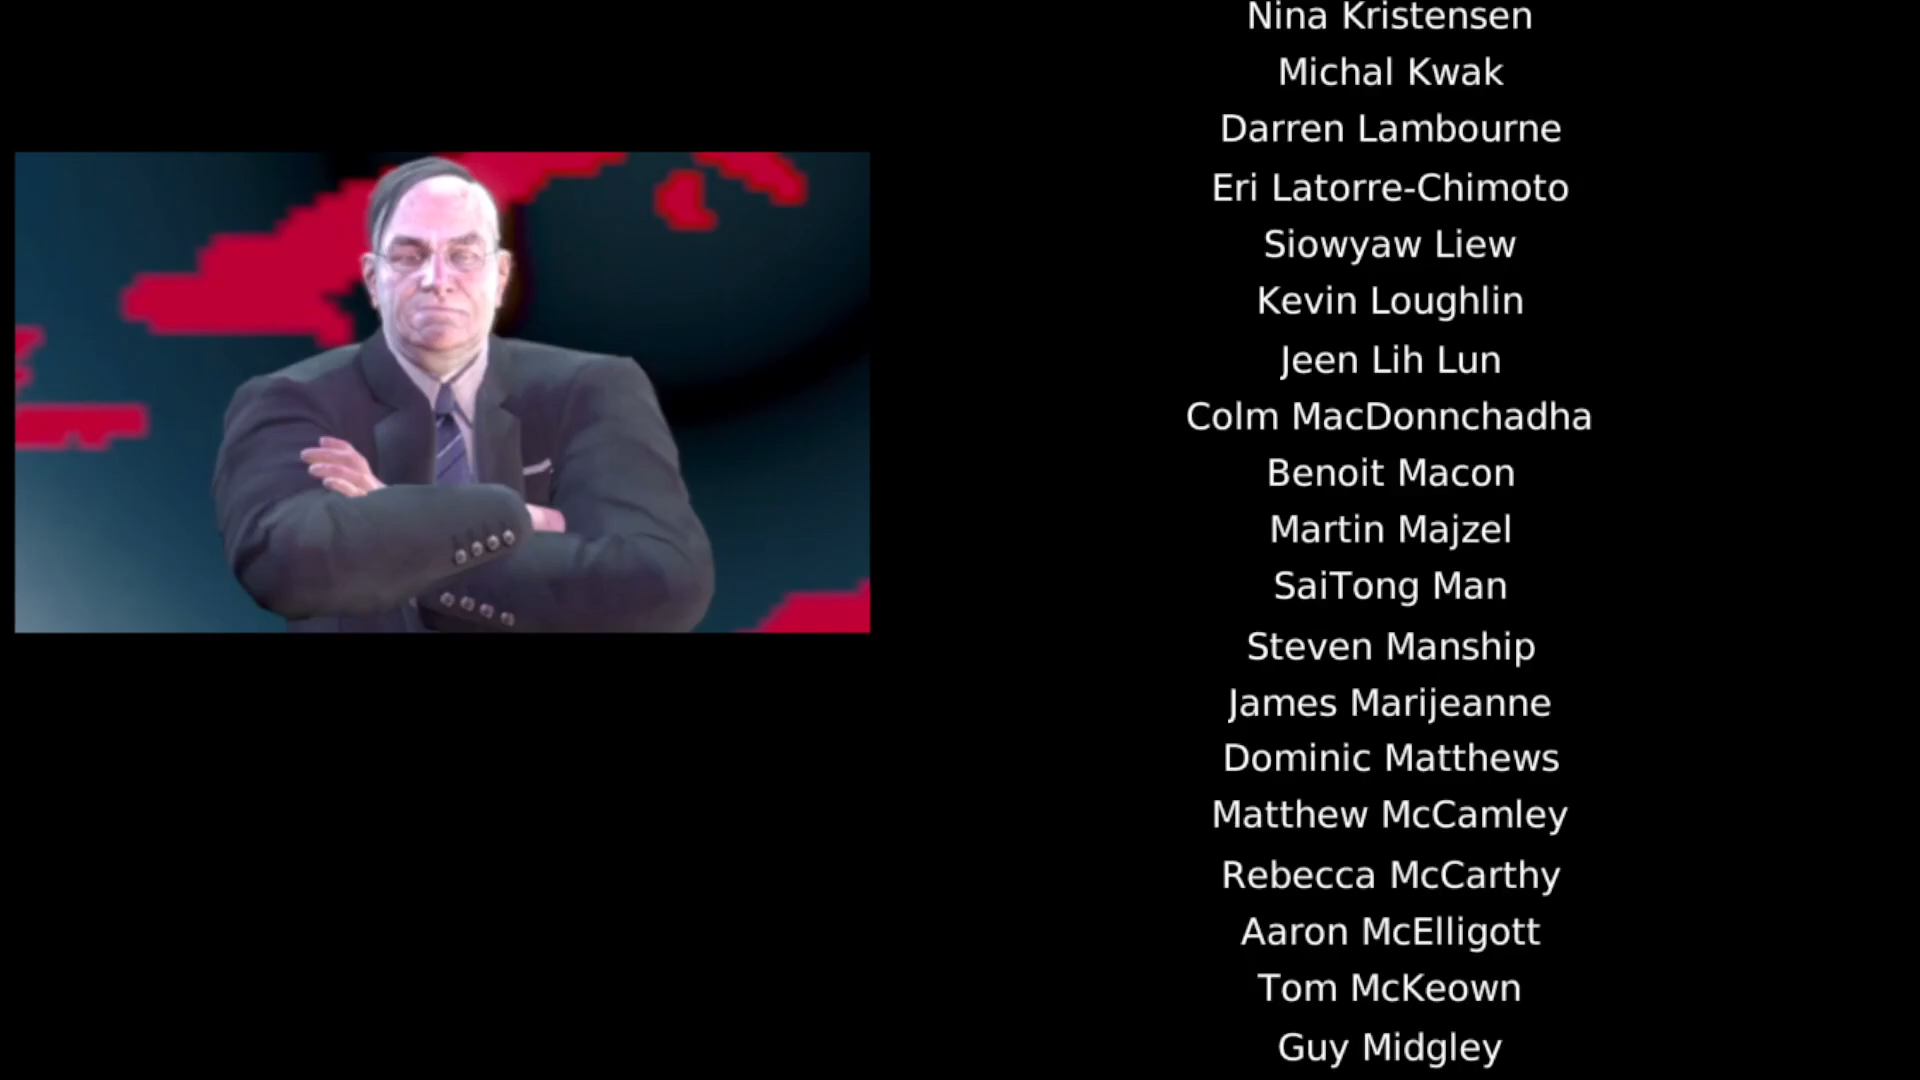 Nina Kristensen
Michal Kwak
Darren Lambourne
Eri Latorre-Chimoto
Siowyaw Liew
Kevin Loughlin
Jeen Lih Lun
Colm MacDonnchadha
Benoit Macon
Martin Majzel
SaiTong Man
Steven Manship
James Marijeanne
Dominic Matthews
Matthew McCamley
Rebecca McCarthy
Aaron McElligott
Tom McKeown
Guy Midgley